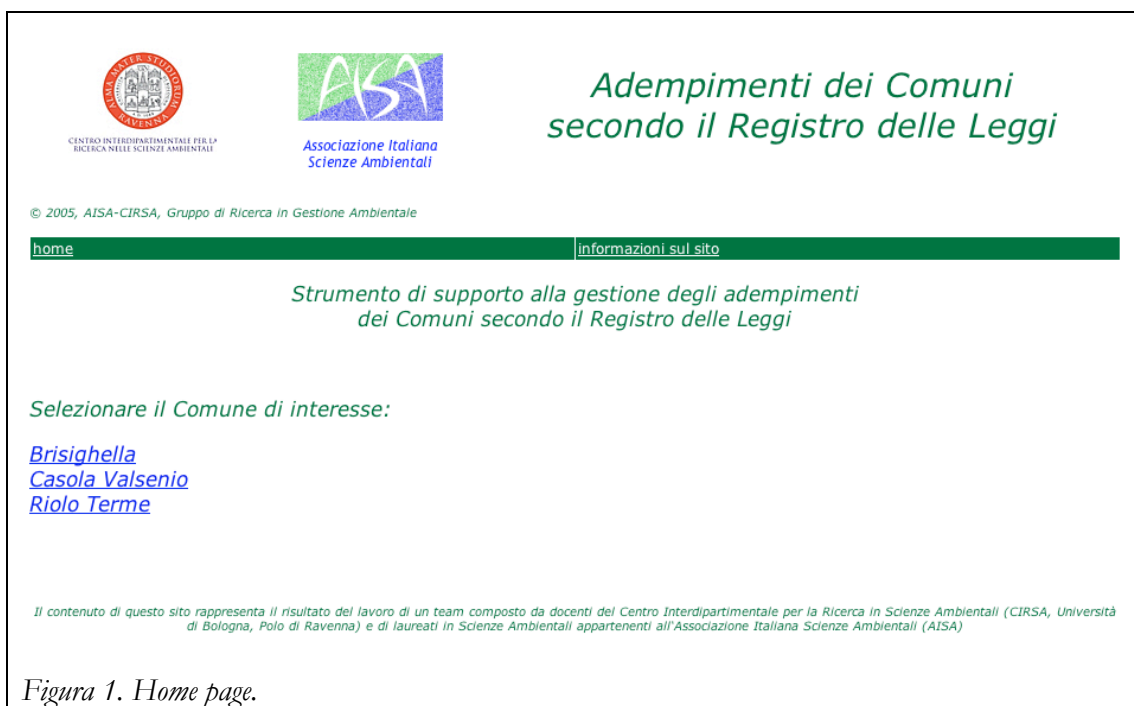 ALMA MATER STUDIORUM
RAVENNA
CENTRO INTERDIPARTIMENTALE PER LA
RICERCA NELLE SCIENZE AMBIENTALI
AISA
Associazione Italiana
Scienze Ambientali
Adempimenti dei Comuni
secondo il Registro delle Leggi
© 2005, AISA-CIRSA, Gruppo di Ricerca in Gestione Ambientale
home
informazioni sul sito
Strumento di supporto alla gestione degli adempimenti
dei Comuni secondo il Registro delle Leggi
Selezionare il Comune di interesse:
Brisighella
Casola Valsenio
Riolo Terme
Il contenuto di questo sito rappresenta il risultato del lavoro di un team composto da docenti del Centro Interdipartimentale per la Ricerca in Scienze Ambientali (CIRSA, Università
di Bologna, Polo di Ravenna) e di laureati in Scienze Ambientali appartenenti all'Associazione Italiana Scienze Ambientali (AISA)
Figura 1. Home page.